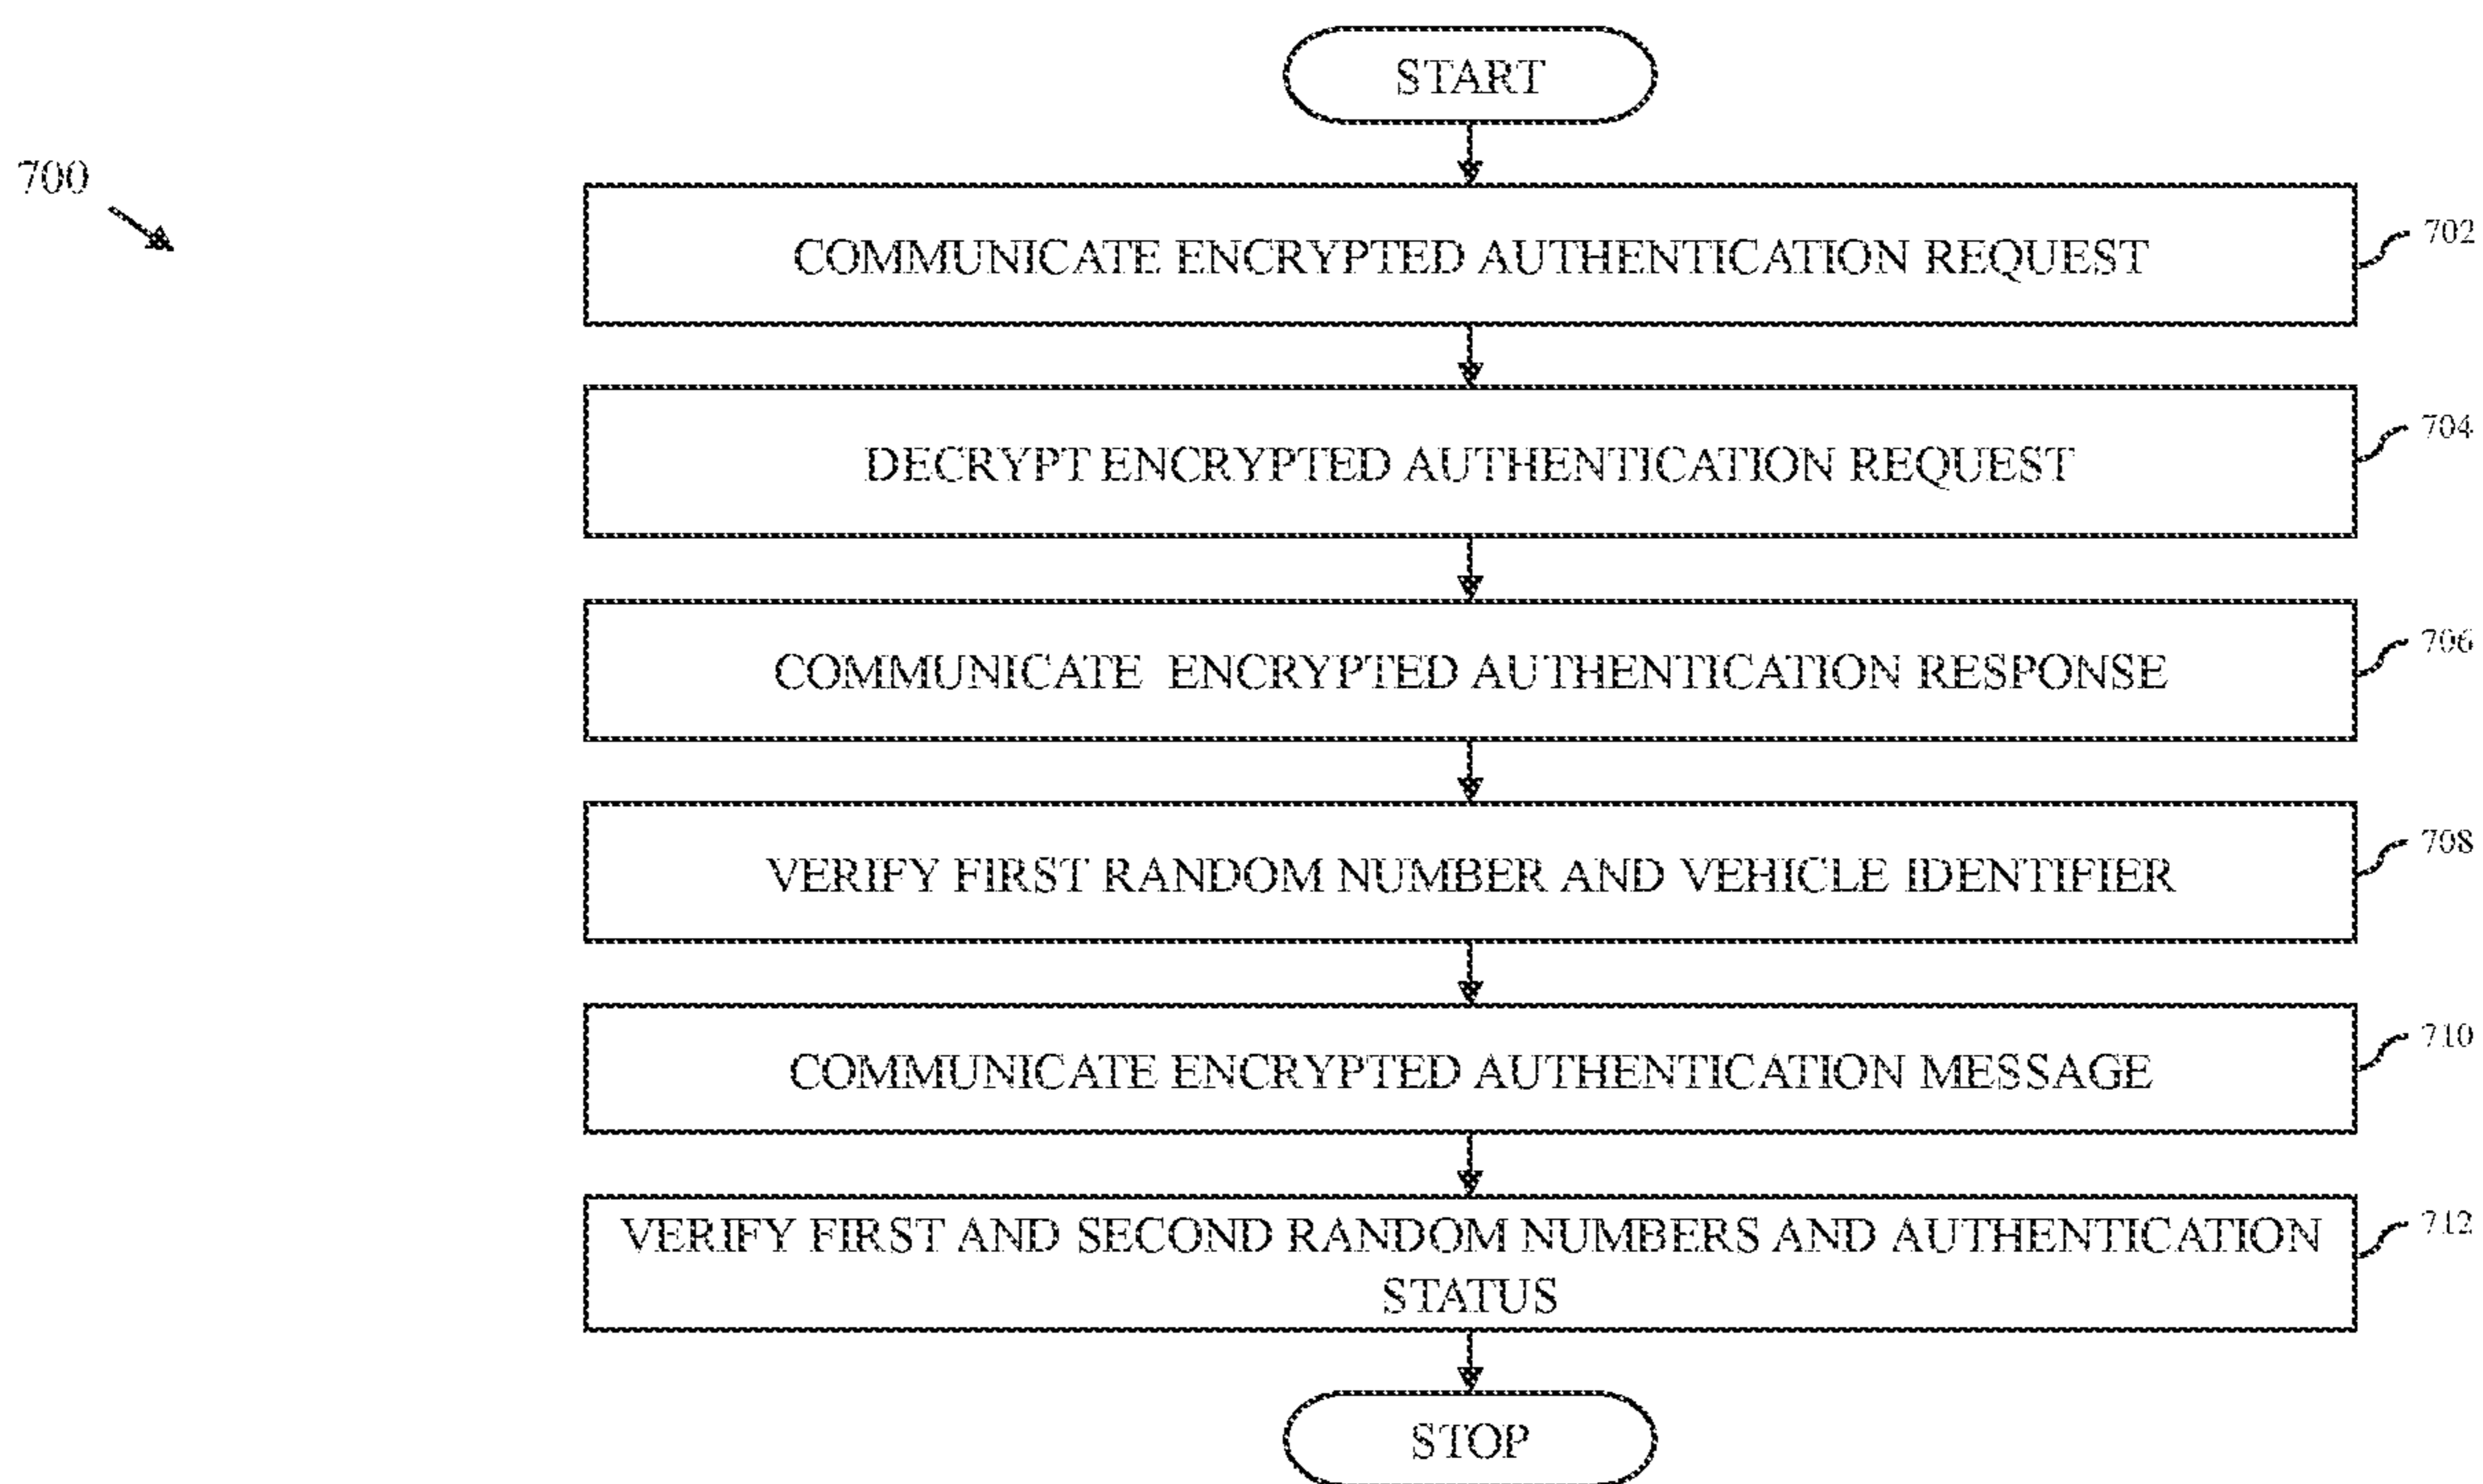 START
700
COMMUNICATE ENCRYPTED AUTHENTICATION REQUEST
702
DECRYPT ENCRYPTED AUTHENTICATION REQUEST
704
COMMUNICATE ENCRYPTED AUTHENTICATION RESPONSE
706
VERIFY FIRST RANDOM NUMBER AND VEHICLE IDENTIFIER
708
COMMUNICATE ENCRYPTED AUTHENTICATION MESSAGE
710
VERIFY FIRST AND SECOND RANDOM NUMBERS AND AUTHENTICATION
STATUS
712
STOP